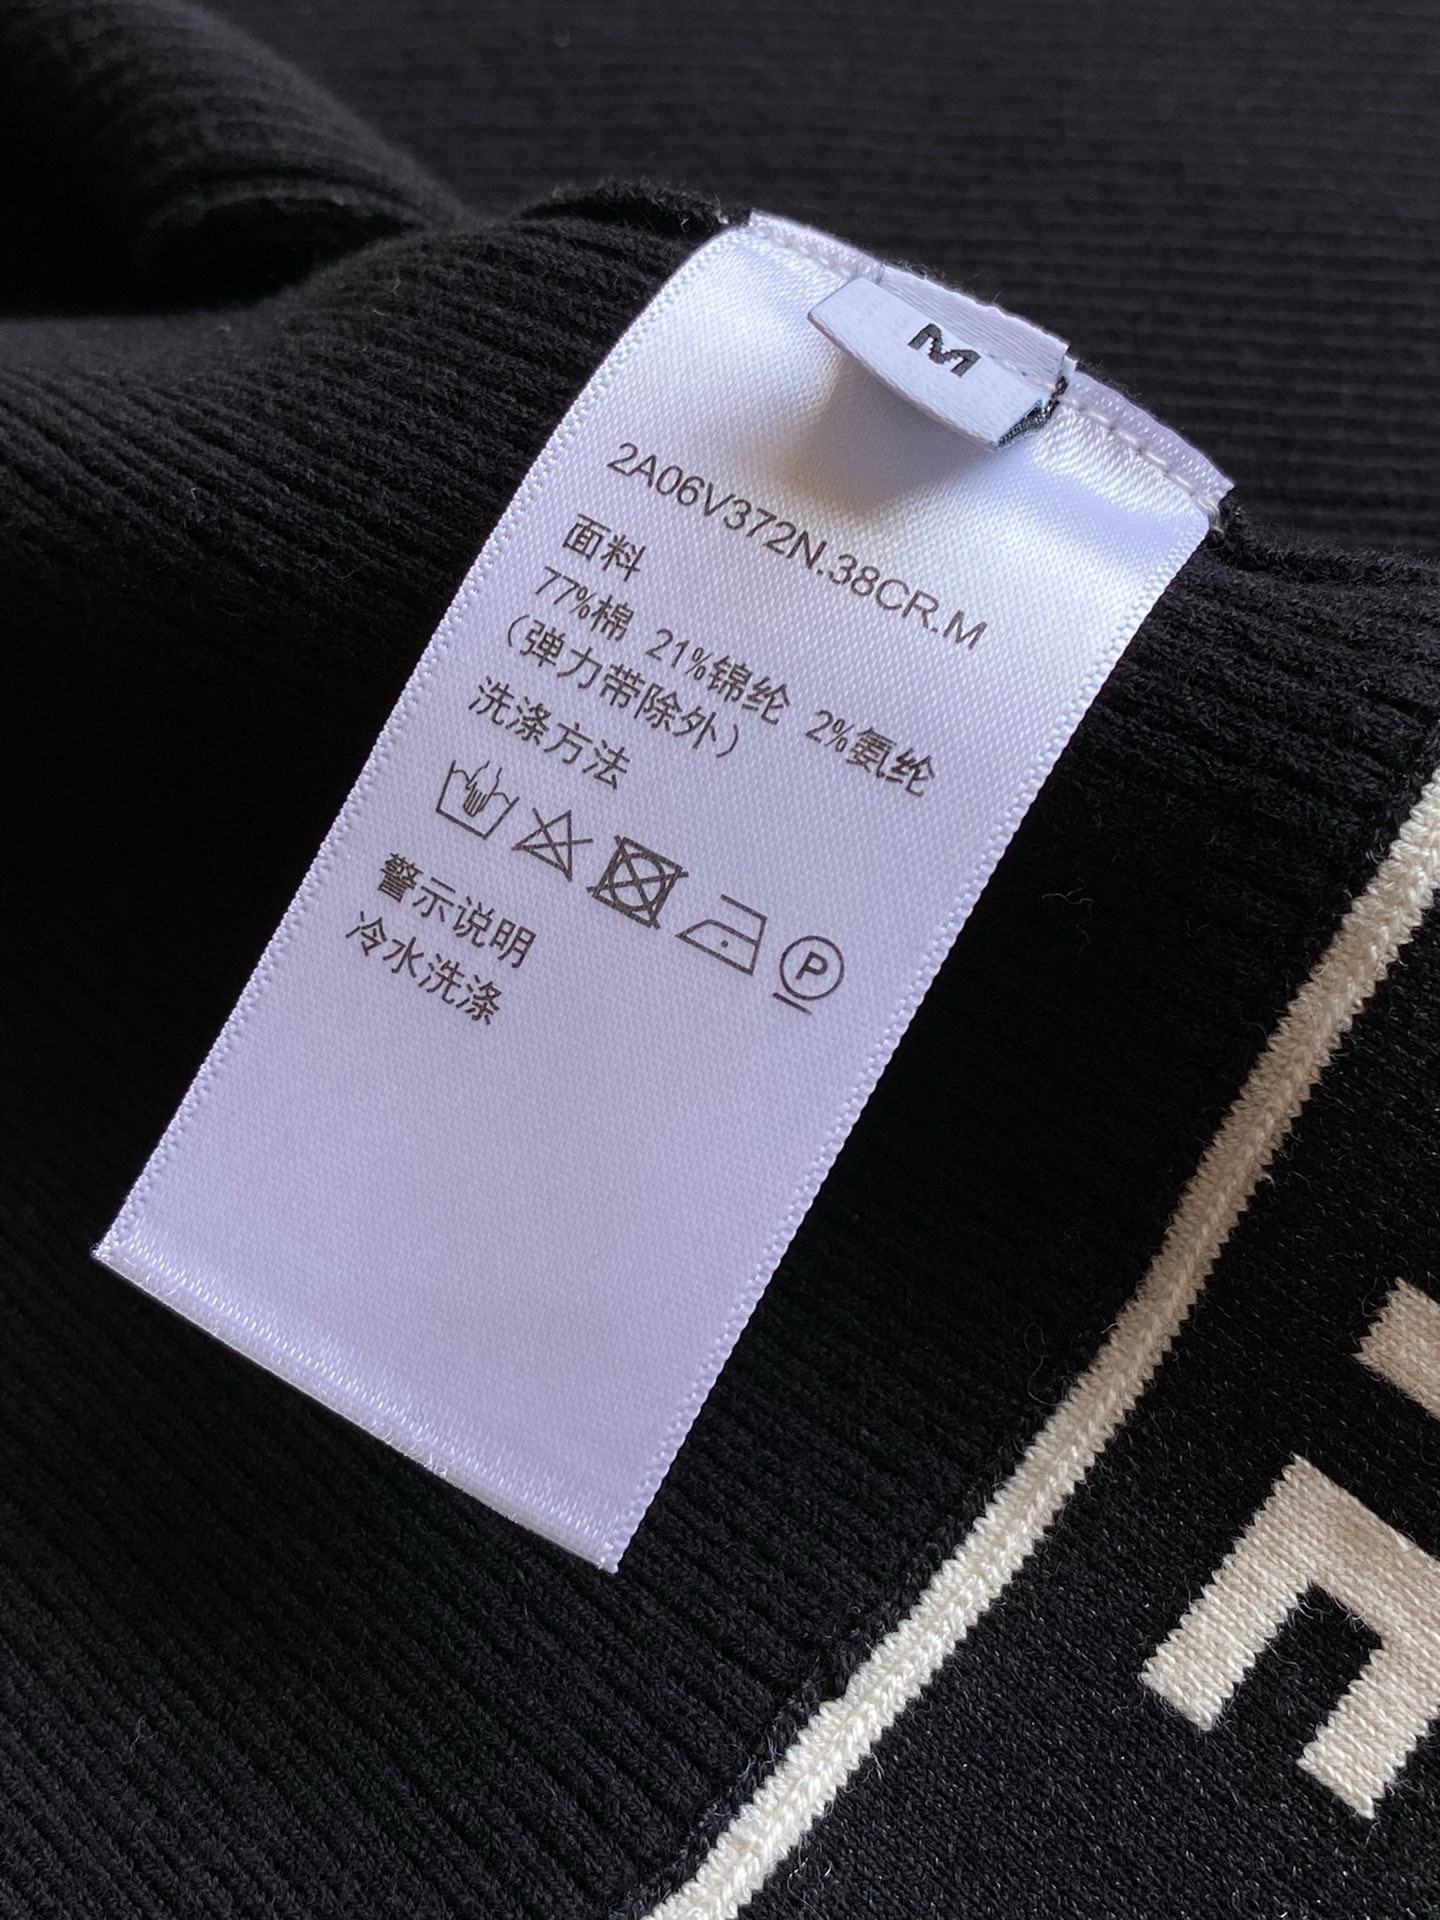 M
2A06V372N.38CR.M
面料
77%棉 21%锦纶 2%氨纶
（弹力带除外）
洗涤方法
P
警示说明
冷水洗涤